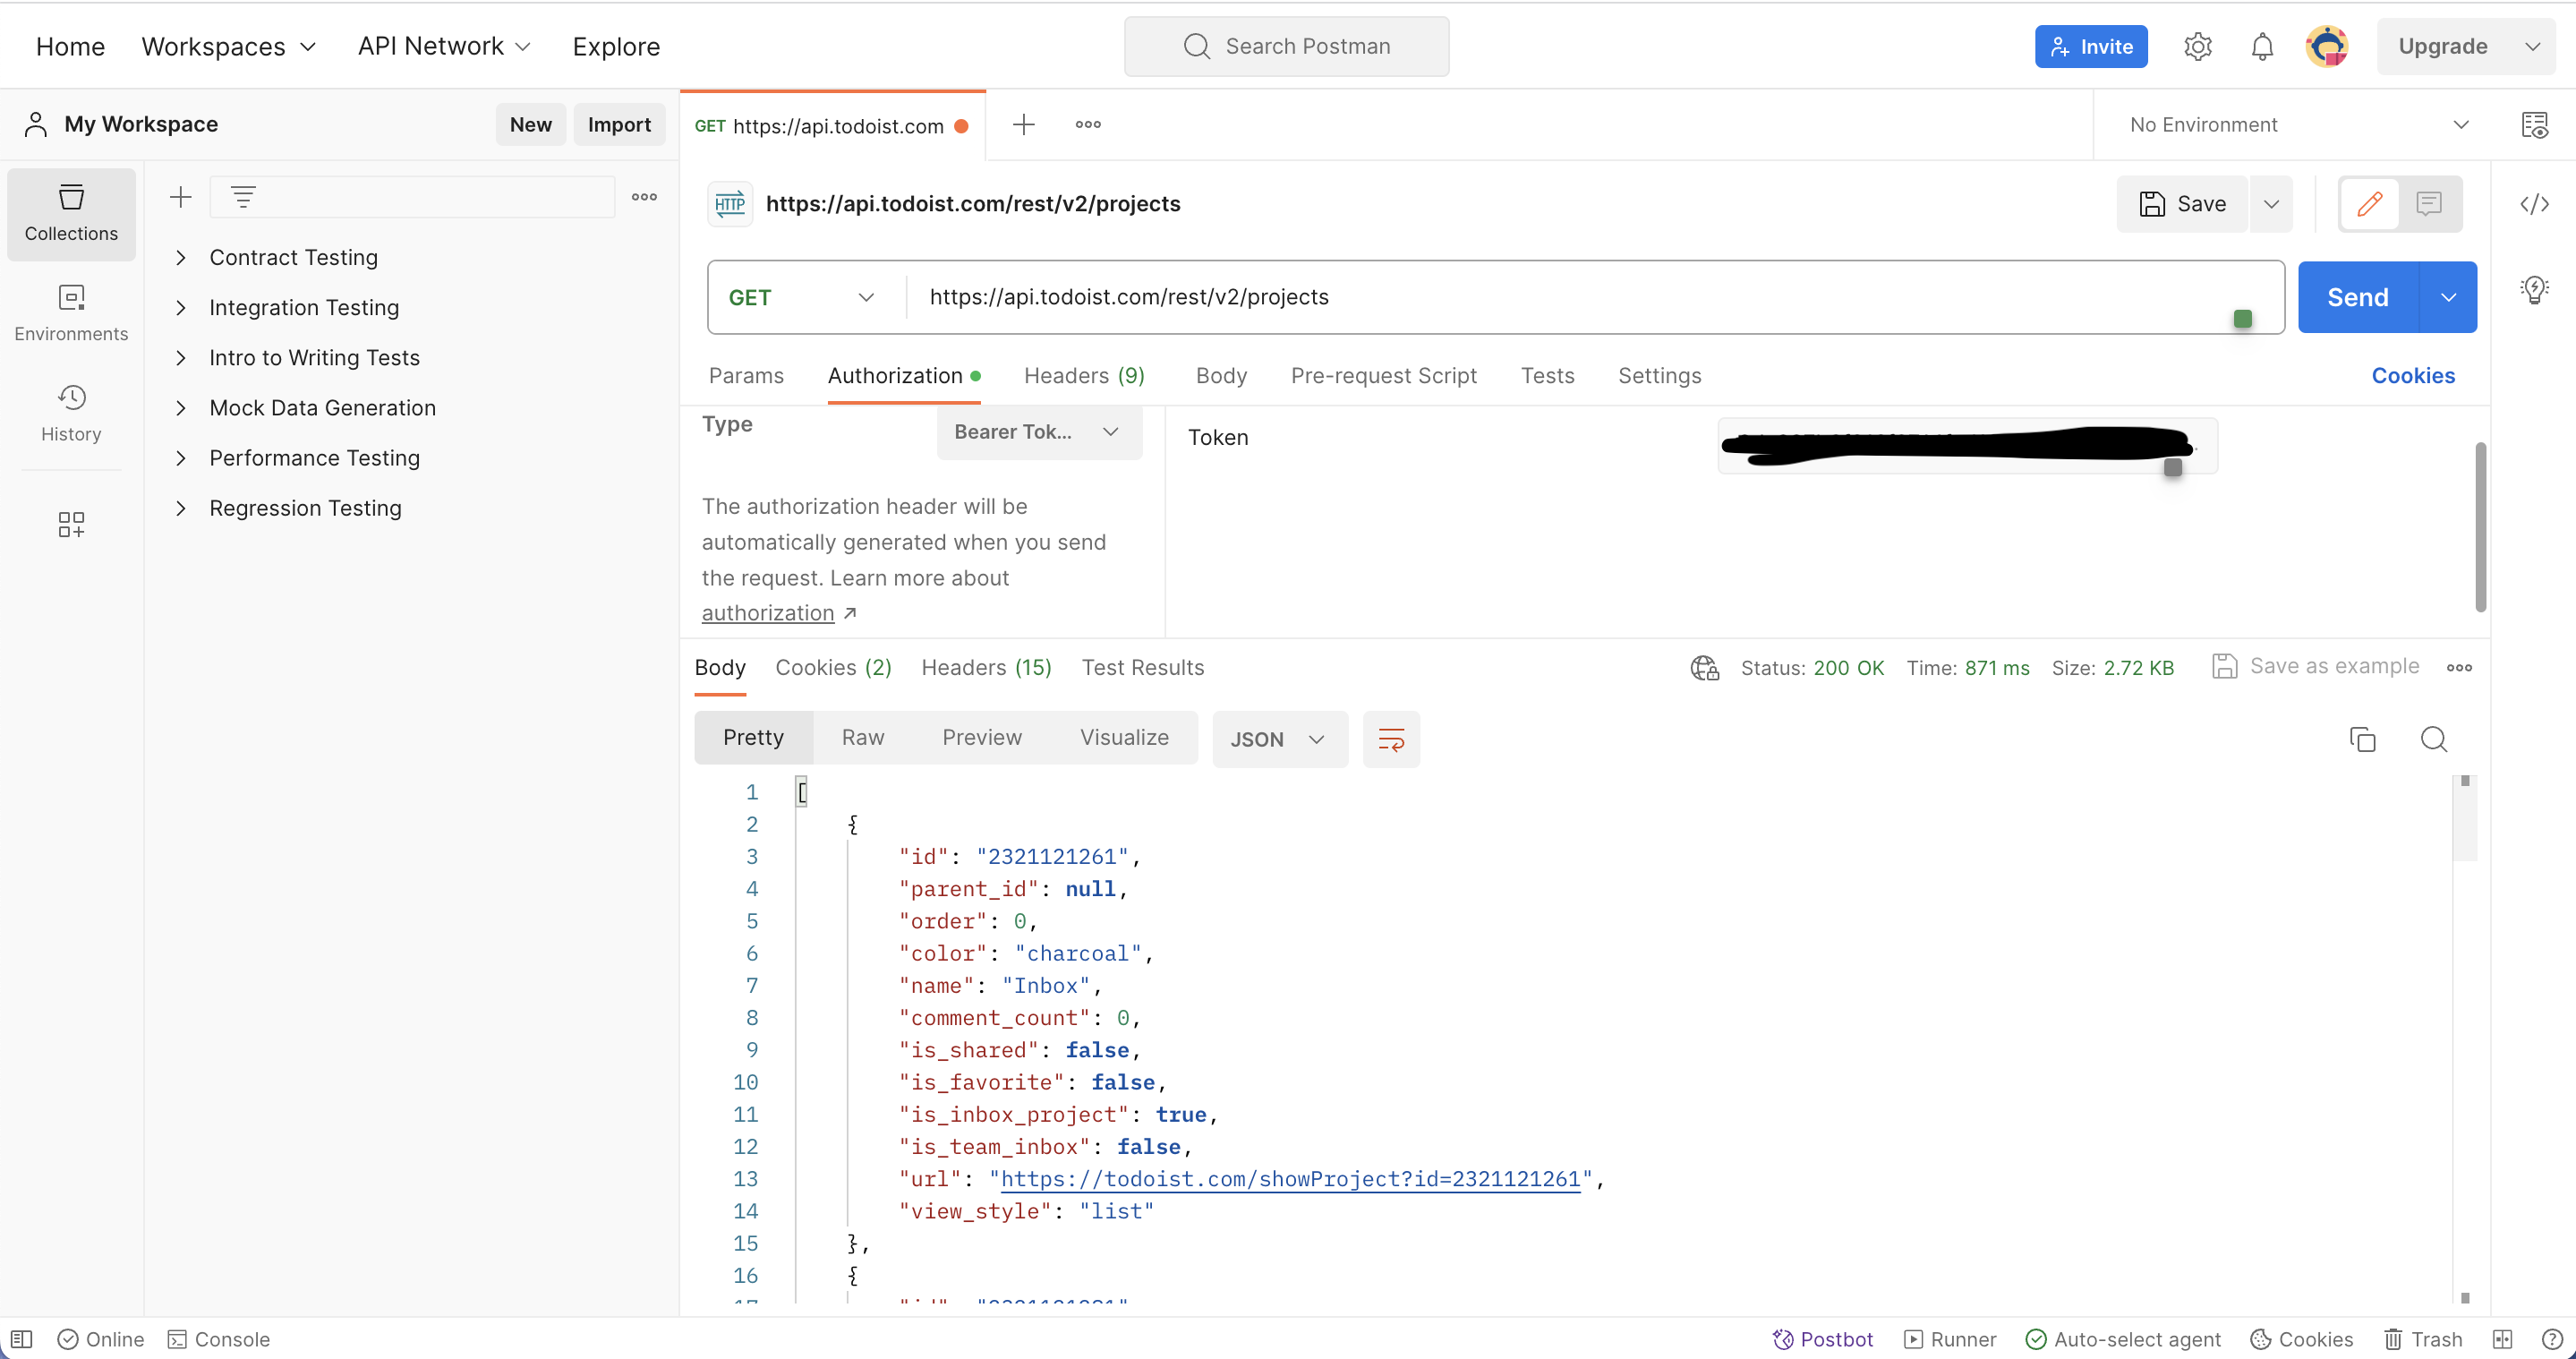 Home Workspaces API Network Explore Search Postman Invite Upgrade
My Workspace New Import GET https://api.todoist.com No Environment
Collections
Environments
History
Contract Testing
Integration Testing
Intro to Writing Tests
Mock Data Generation
Performance Testing
Regression Testing
HTTP https://api.todoist.com/rest/v2/projects Save
GET https://api.todoist.com/rest/v2/projects Send
Params Authorization Headers (9) Body Pre-request Script Tests Settings Cookies
Type Bearer Tok... Token
The authorization header will be
automatically generated when you send
the request. Learn more about
authorization ↗
Body Cookies (2) Headers (15) Test Results Status: 200 OK Time: 871 ms Size: 2.72 KB Save as example
Pretty Raw Preview Visualize JSON
1 [
2 {
3 "id": "2321121261",
4 "parent_id": null,
5 "order": 0,
6 "color": "charcoal",
7 "name": "Inbox",
8 "comment_count": 0,
9 "is_shared": false,
10 "is_favorite": false,
11 "is_inbox_project": true,
12 "is_team_inbox": false,
13 "url": "https://todoist.com/showProject?id=2321121261",
14 "view_style": "list"
15 },
16 {
Online Console Postbot Runner Auto-select agent Cookies Trash